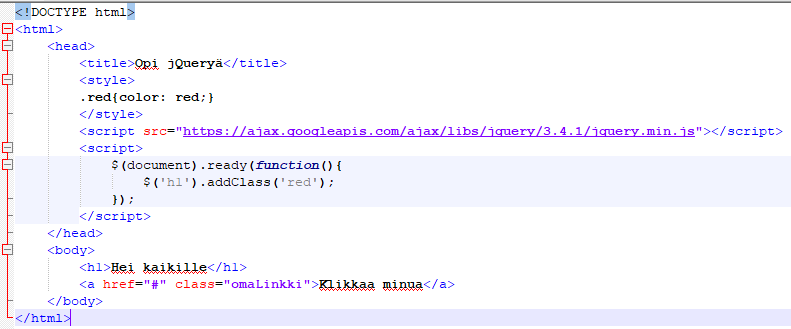 <!DOCTYPE html>
<html>
<head>
<title>Opi jQueryä</title>
<style>
.red{color: red;}
</style>
<script src="https://ajax.googleapis.com/ajax/libs/jquery/3.4.1/jquery.min.js"></script>
<script>
$(document).ready(function(){
$('h1').addClass('red');
});
</script>
</head>
<body>
<h1>Hei kaikille</h1>
<a href="#" class="omaLinkki">Klikkaa minua</a>
</body>
</html>